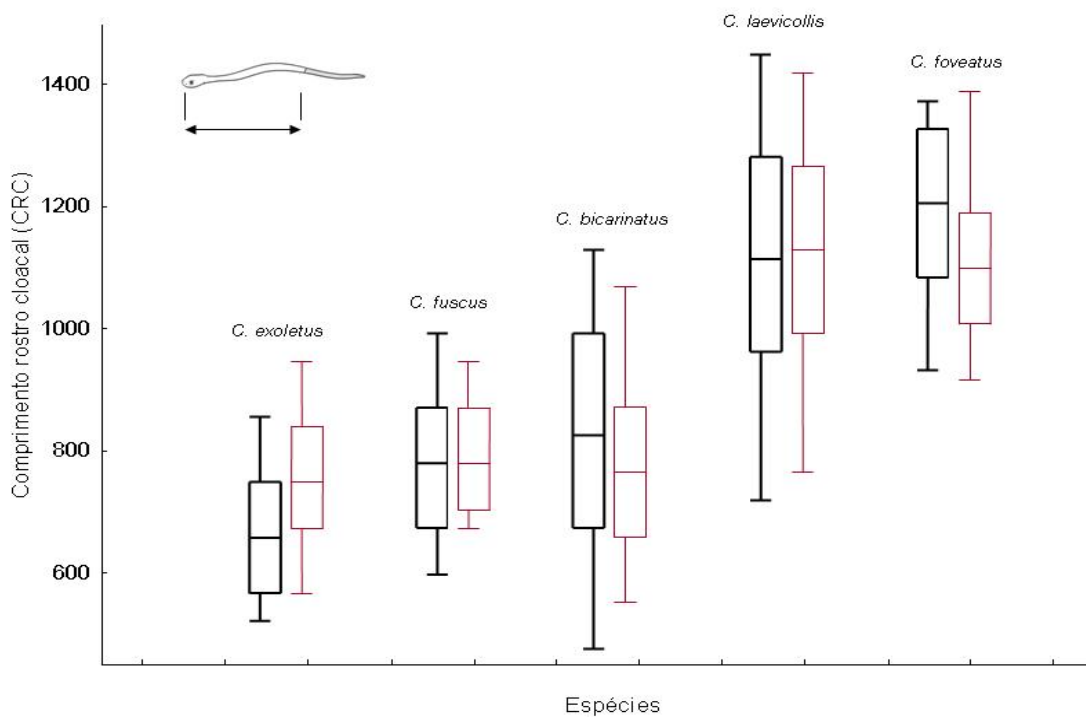 C. laevicollis
C. foveatus
C. bicarinatus
C. fuscus
C. exoletus
Comprimento rostro cloacal (CRC)
1400
1200
1000
800
600
Espécies